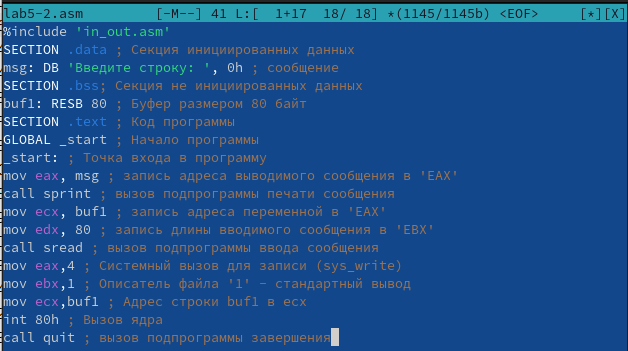 lab5-2.asm [-M--] 41 L:[ 1+17 18/ 18] *(1145/1145b) <EOF> [*][X]
%include 'in_out.asm'
SECTION .data ; Секция инициированных данных
msg: DB 'Введите строку: ', 0h ; сообщение
SECTION .bss; Секция не инициированных данных
buf1: RESB 80 ; Буфер размером 80 байт
SECTION .text ; Код программы
GLOBAL _start ; Начало программы
_start: ; Точка входа в программу
mov eax, msg ; запись адреса выводимого сообщения в 'EAX'
call sprint ; вызов подпрограммы печати сообщения
mov ecx, buf1 ; запись адреса переменной в 'EAX'
mov edx, 80 ; запись длины вводимого сообщения в 'EBX'
call sread ; вызов подпрограммы ввода сообщения
mov eax,4 ; Системный вызов для записи (sys_write)
mov ebx,1 ; Описатель файла '1' - стандартный вывод
mov ecx,buf1 ; Адрес строки buf1 в ecx
int 80h ; Вызов ядра
call quit ; вызов подпрограммы завершения